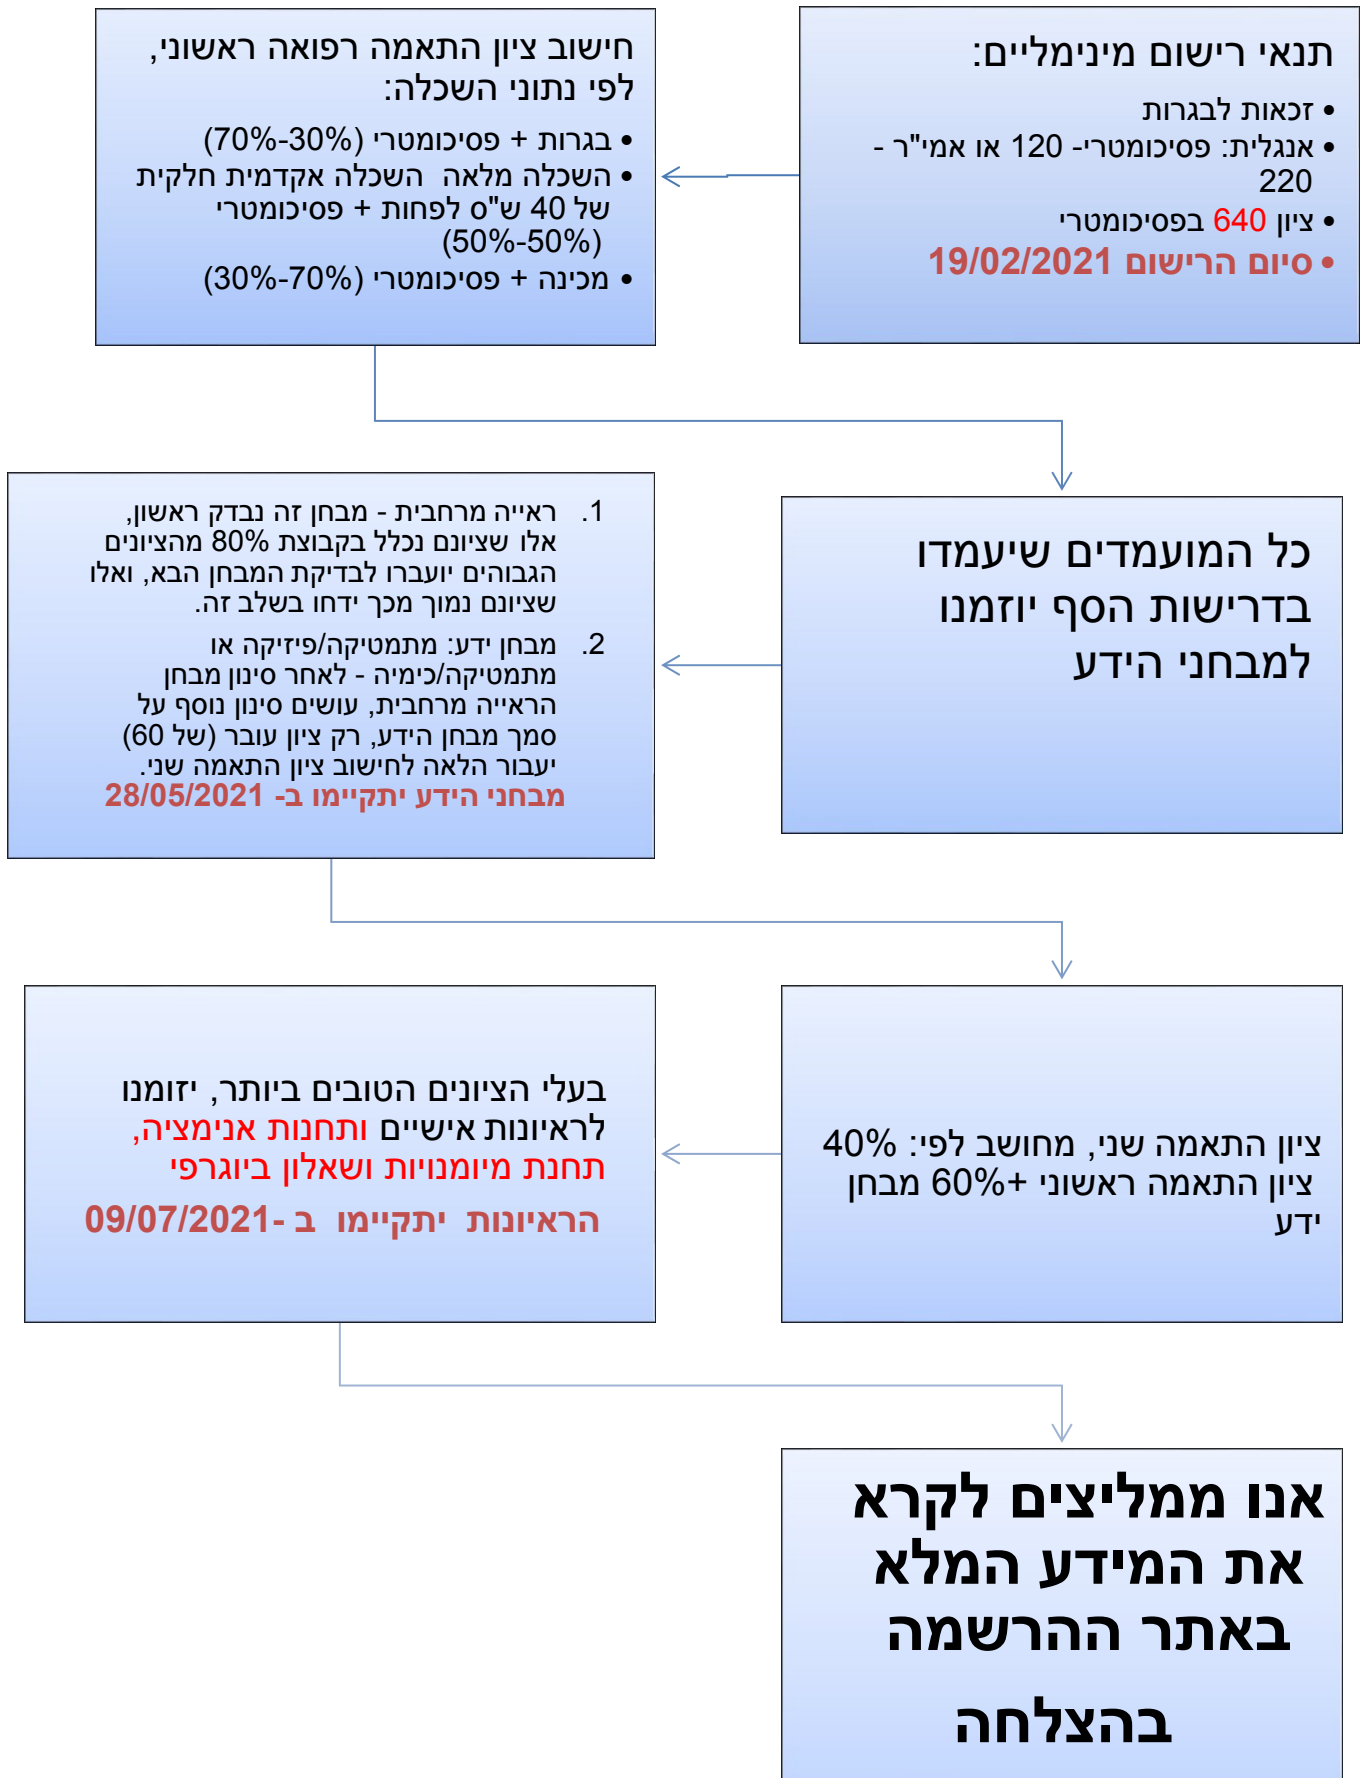 תנאי רישום מינימליים:
• זכאות לבגרות
• אנגלית: פסיכומטרי- 120 או אמי"ר -
220
• ציון 640 בפסיכומטרי
• סיום הרישום 19/02/2021
חישוב ציון התאמה רפואה ראשוני,
לפי נתוני השכלה:
• בגרות + פסיכומטרי (70%-30%)
• השכלה מלאה  השכלה אקדמית חלקית
של 40 ש"ס לפחות + פסיכומטרי
(50%-50%)
• מכינה + פסיכומטרי (30%-70%)
כל המועמדים שיעמדו
בדרישות הסף יוזמנו
למבחני הידע
1. ראייה מרחבית - מבחן זה נבדק ראשון,
אלו שציונם נכלל בקבוצת 80% מהציונים
הגבוהים יועברו לבדיקת המבחן הבא, ואלו
שציונם נמוך מכך ידחו בשלב זה.
2. מבחן ידע: מתמטיקה/פיזיקה או
מתמטיקה/כימיה - לאחר סינון מבחן
הראייה מרחבית, עושים סינון נוסף על
סמך מבחן הידע, רק ציון עובר (של 60)
יעבור הלאה לחישוב ציון התאמה שני.
מבחני הידע יתקיימו ב- 28/05/2021
ציון התאמה שני, מחושב לפי: 40%
ציון התאמה ראשוני +60% מבחן
ידע
בעלי הציונים הטובים ביותר, יזומנו
לראיונות אישיים ותחנות אנימציה,
תחנת מיומנויות ושאלון ביוגרפי
הראיונות  יתקיימו  ב -09/07/2021
אנו ממליצים לקרא
את המידע המלא
באתר ההרשמה
בהצלחה